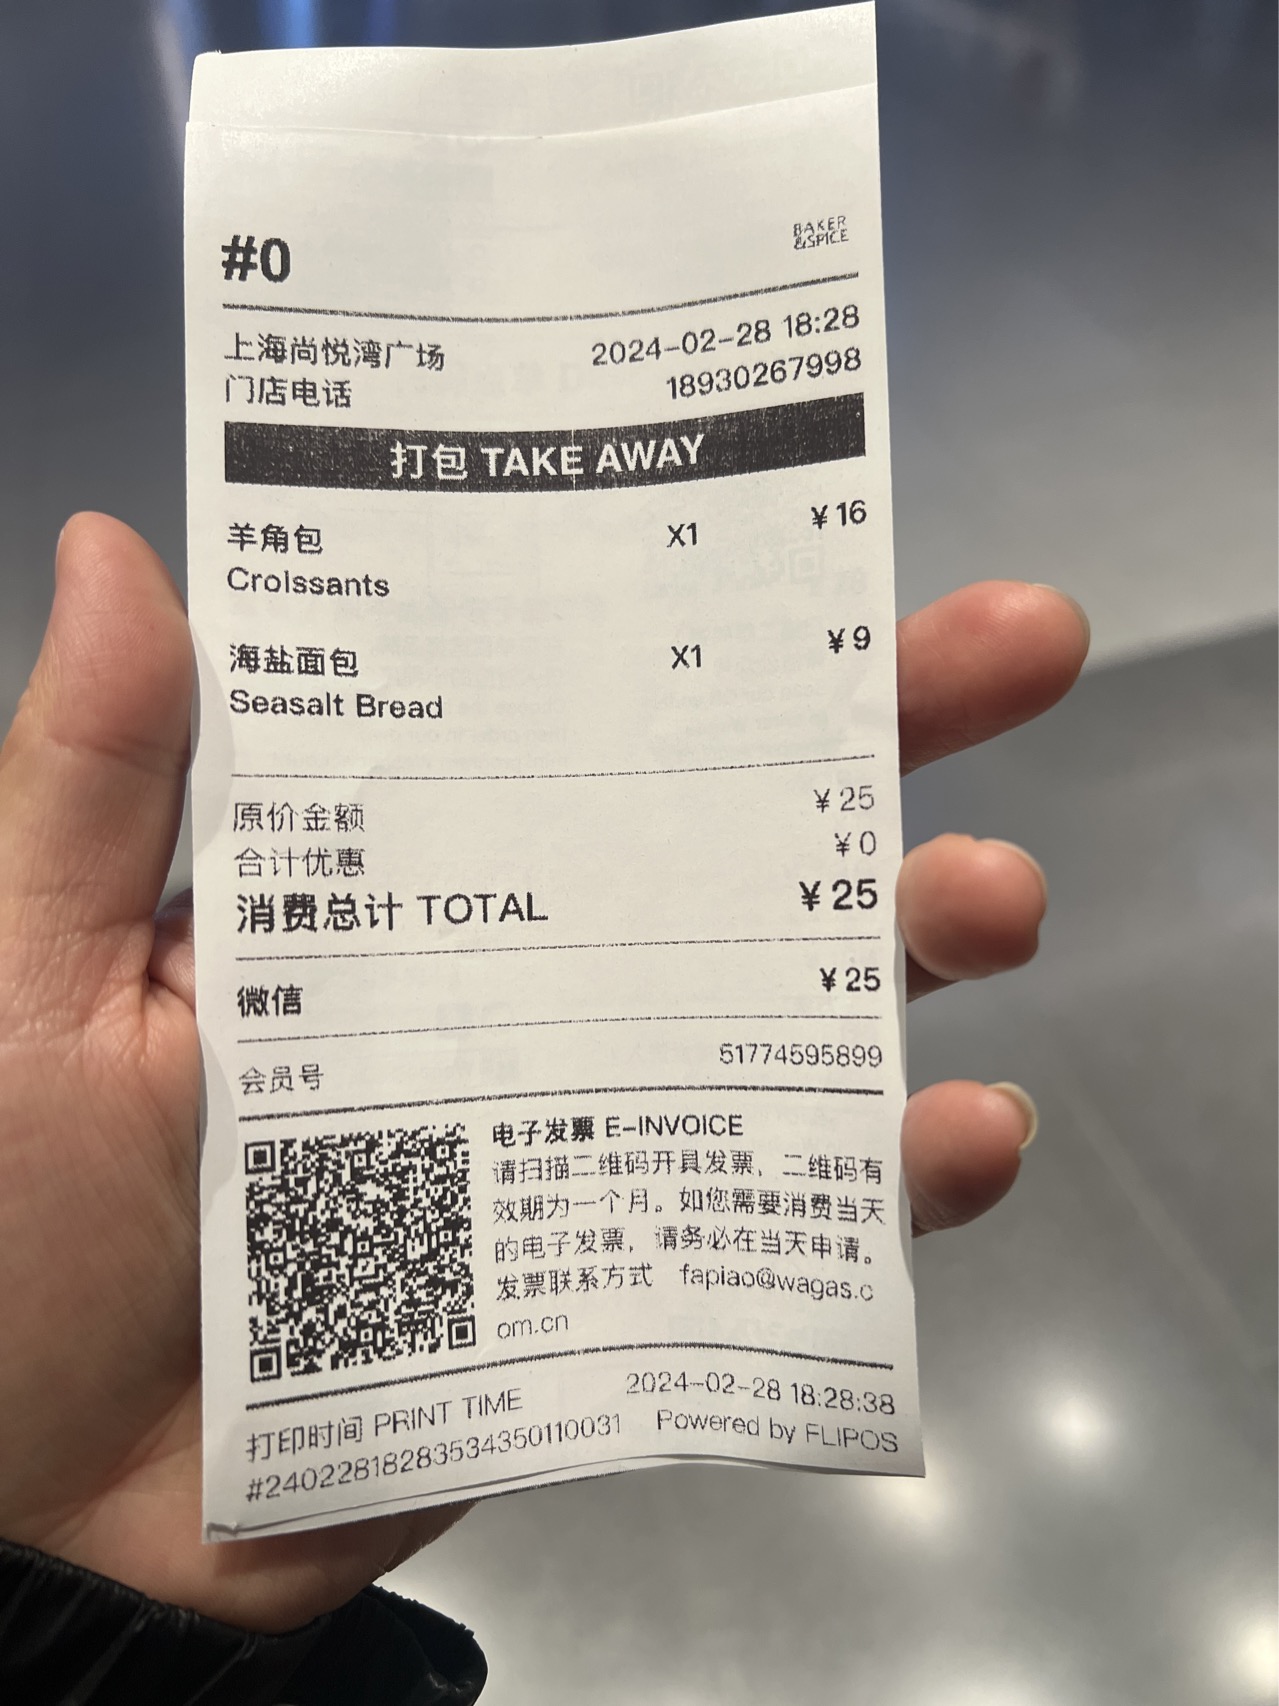 #0
BAKER
&SPICE
上海尚悦湾广场 2024-02-28 18:28
门店电话 18930267998
打包 TAKE AWAY
羊角包 X1 ¥16
Croissants
海盐面包 X1 ¥9
Seasalt Bread
原价金额 ¥25
合计优惠 ¥0
消费总计 TOTAL ¥25
微信 ¥25
会员号 51774595899
电子发票 E-INVOICE
请扫描二维码开具发票，二维码有
效期为一个月。如您需要消费当天
的电子发票，请务必在当天申请。
发票联系方式 fapiao@wagas.c
om.cn
打印时间 PRINT TIME 2024-02-28 18:28:38
#2402281828353435011​0031 Powered by FLIPOS